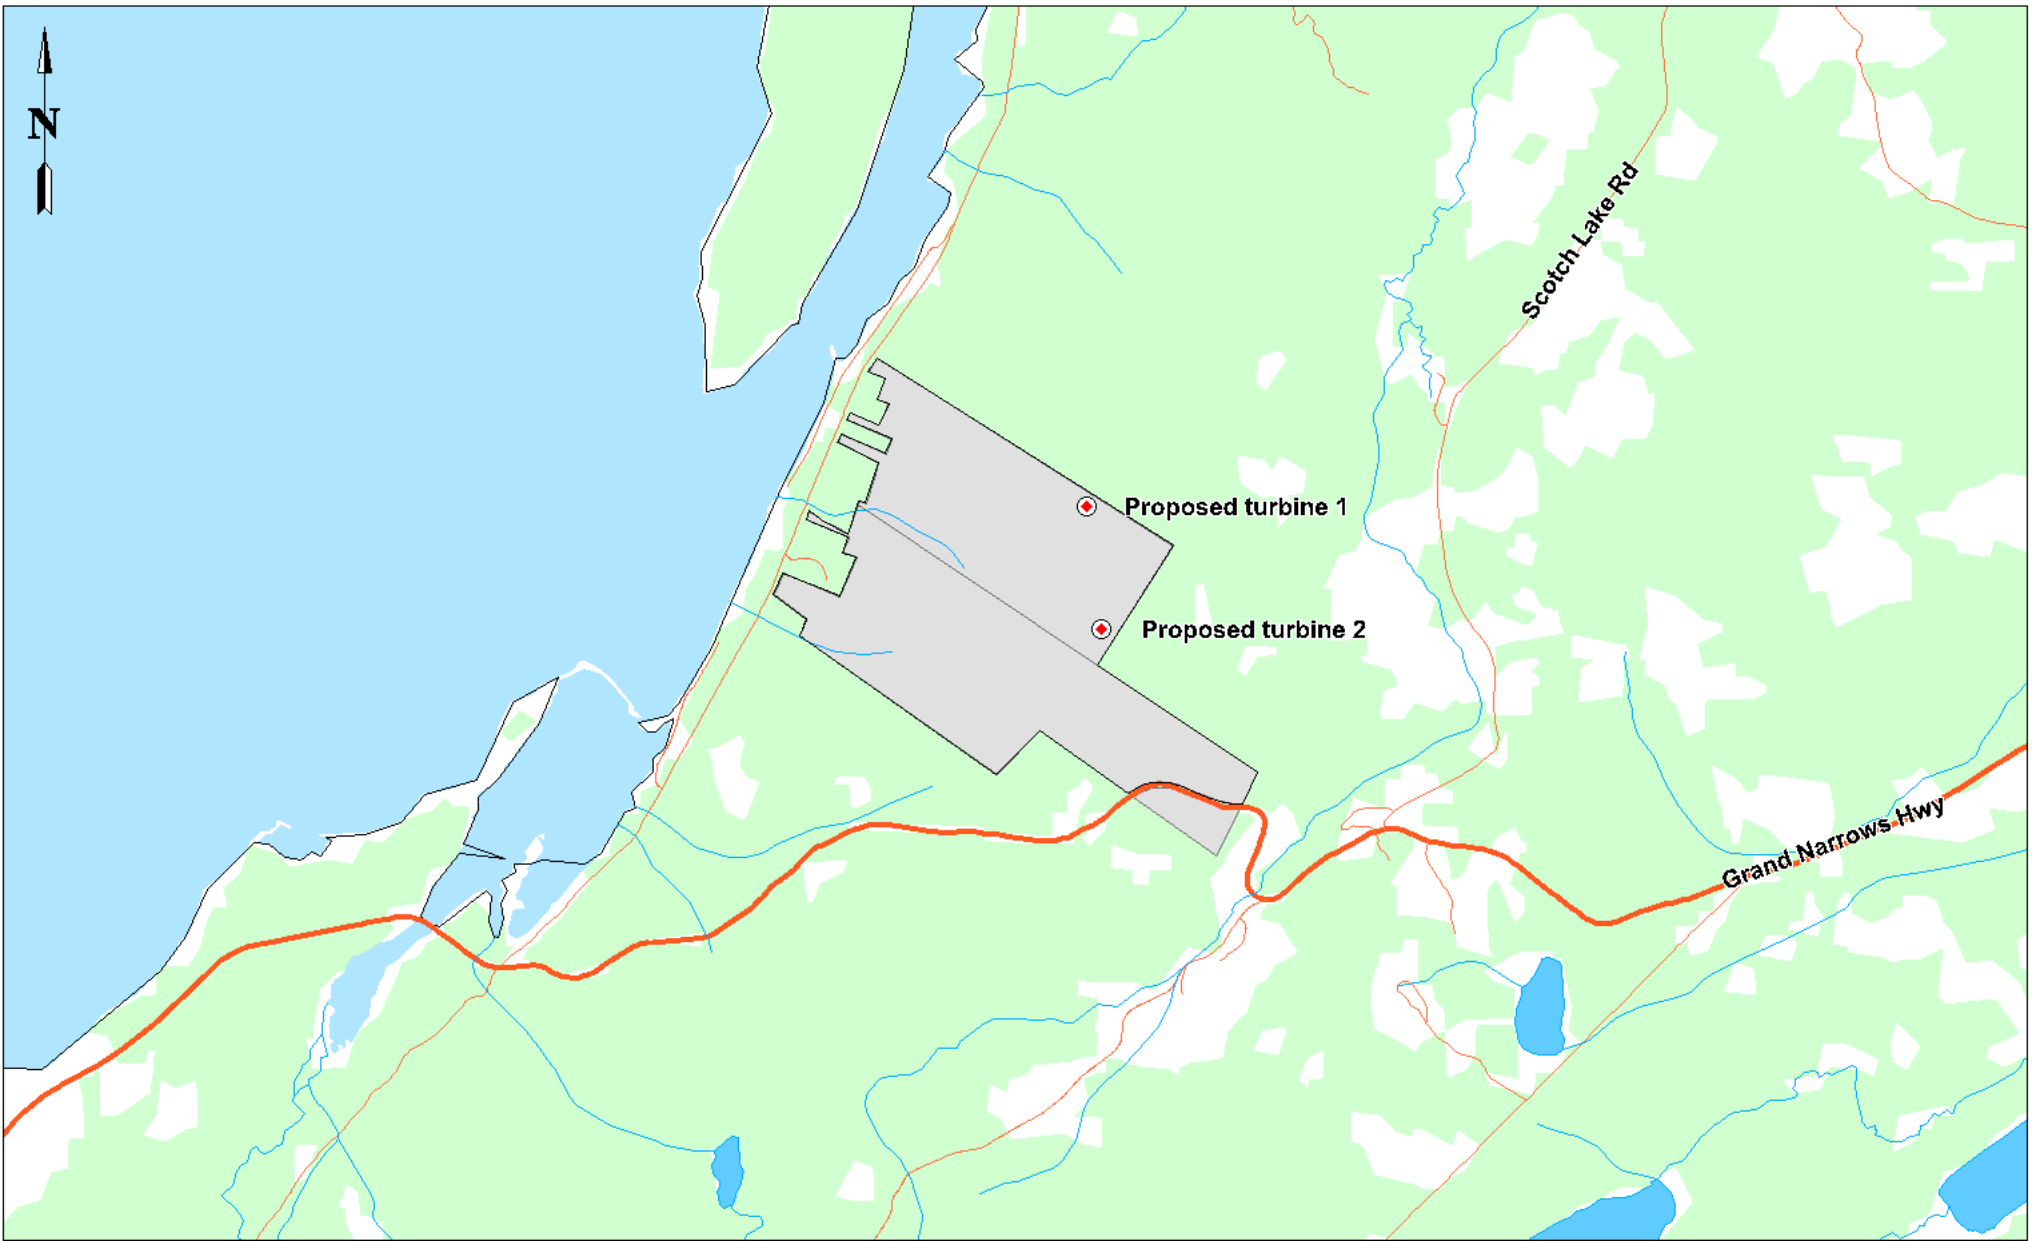 N
Scotch Lake Rd
Proposed turbine 1
Proposed turbine 2
Grand Narrows Hwy